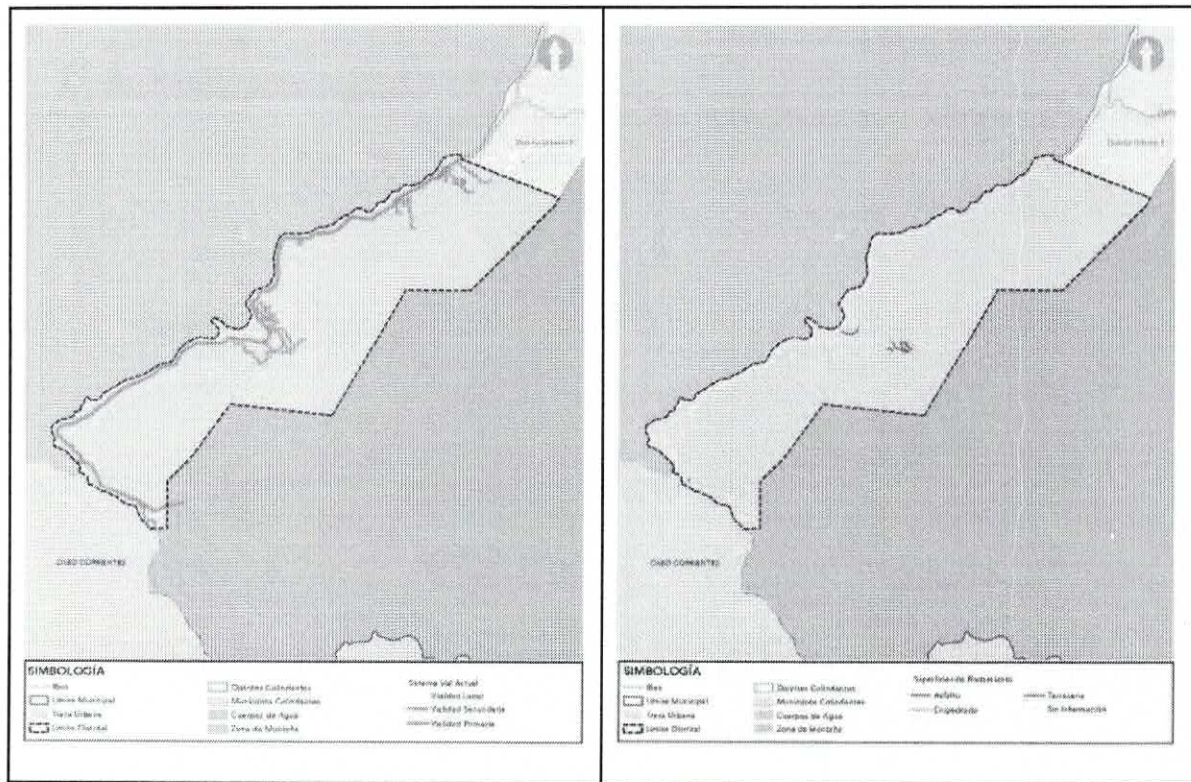 CABO CORRIENTES
SIMBOLOGÍA
Ríos
Límite Municipal
Traza Urbana
Límite Distrital
Distritos Colindantes
Municipios Colindantes
Cuerpos de Agua
Zona de Montaña
Sistema Vial Actual
Vialidad Local
Vialidad Secundaria
Vialidad Primaria
CABO CORRIENTES
SIMBOLOGÍA
Ríos
Límite Municipal
Traza Urbana
Límite Distrital
Distritos Colindantes
Municipios Colindantes
Cuerpos de Agua
Zona de Montaña
Superficie de Rodamiento
Asfalto
Empedrado
Terracería
Sin Información